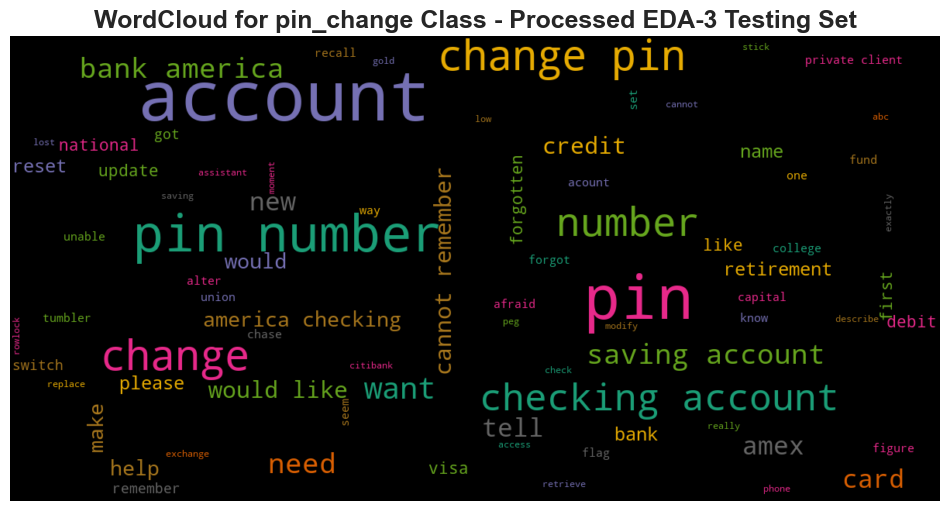 WordCloud for pin_change Class - Processed EDA-3 Testing Set
recall
change pin
stick
bank america
gold
private client
account
set
cannot
low
abc
got
lost
national
credit
name
reset
update
assistant
moment
forgotten
acount
one
fund
saving
new
way
cannot remember
exactly
unable
pin number
number
like
college
would
forgot
retirement
first
alter
union
afraid
pin
capital
tumbler
america checking
peg
modify
know
describe
debit
rowlock
chase
change
saving account
switch
citibank
check
replace
please
would like
want
checking account
make
seem
tell
really
bank
access
amex
exchange
flag
figure
help
need
visa
card
remember
retrieve
phone